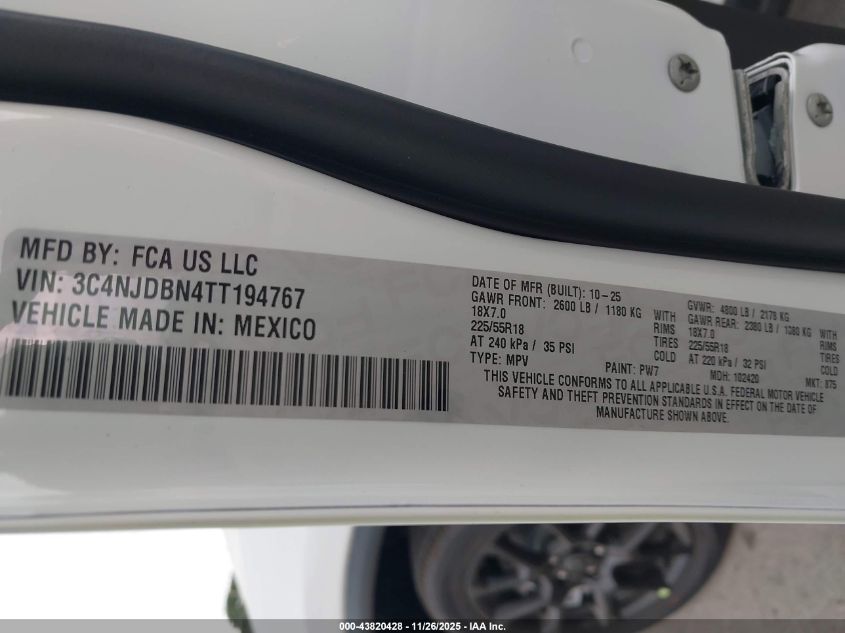 MFD BY: FCA US LLC
VIN: 3C4NJDBN4TT194767
VEHICLE MADE IN: MEXICO
DATE OF MFR (BUILT): 10-25
GVWR: 4800 LB / 2178 KG
GAWR FRONT: 2600 LB / 1180 KG WITH
GAWR REAR: 2380 LB / 1080 KG WITH
18X7.0 RIMS
18X7.0 RIMS
225/55R18 TIRES
225/55R18 TIRES
AT 240 kPa / 35 PSI COLD
AT 220 kPa / 32 PSI COLD
TYPE: MPV
PAINT: PW7
MDH: 102420
MKT: 875
THIS VEHICLE CONFORMS TO ALL APPLICABLE U.S.A. FEDERAL MOTOR VEHICLE
SAFETY AND THEFT PREVENTION STANDARDS IN EFFECT ON THE DATE OF
MANUFACTURE SHOWN ABOVE.
000-43820428 - 11/26/2025 - IAA Inc.